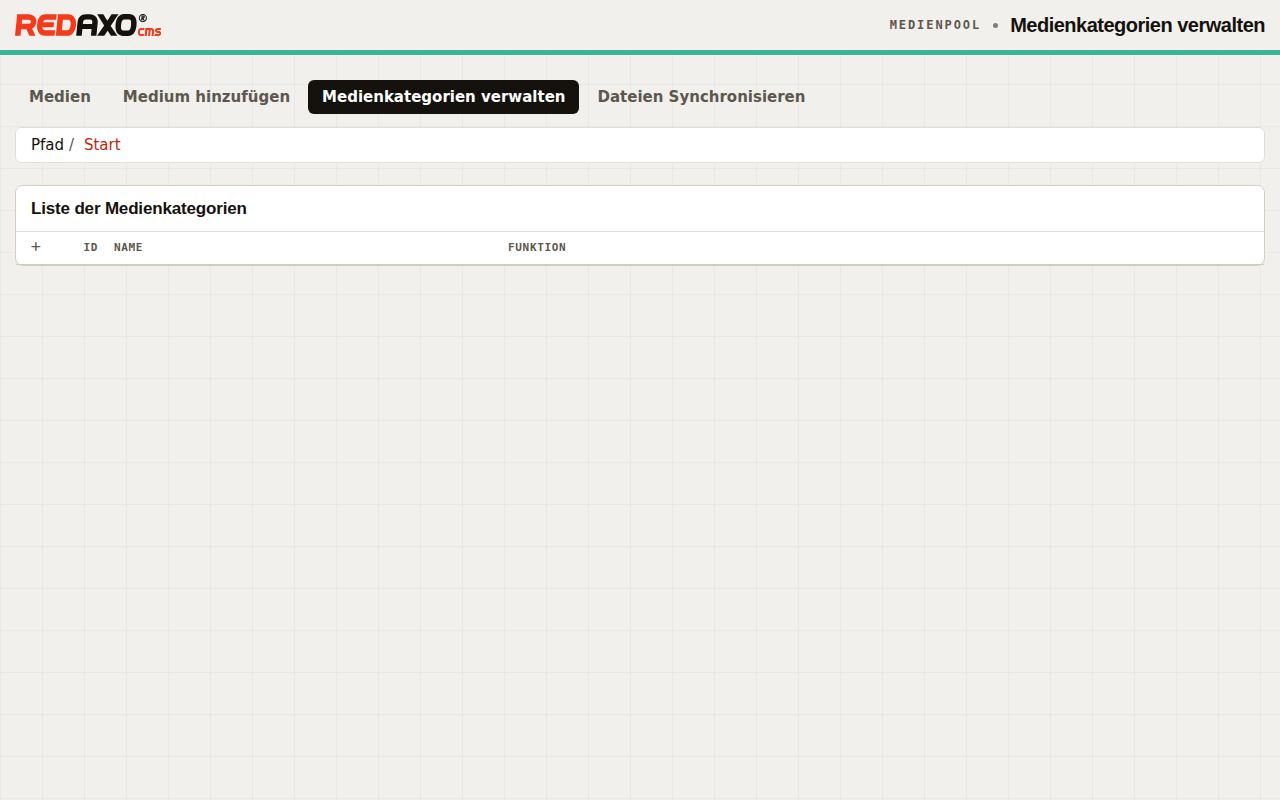 REDAXO® cms
MEDIENPOOL • Medienkategorien verwalten
Medien Medium hinzufügen Medienkategorien verwalten Dateien Synchronisieren
Pfad / Start
Liste der Medienkategorien
+ ID NAME FUNKTION